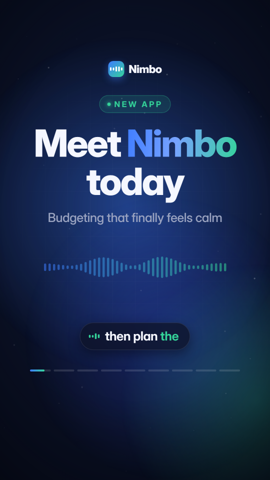 Nimbo
NEW APP
Meet Nimbo
today
Budgeting that finally feels calm
then plan the